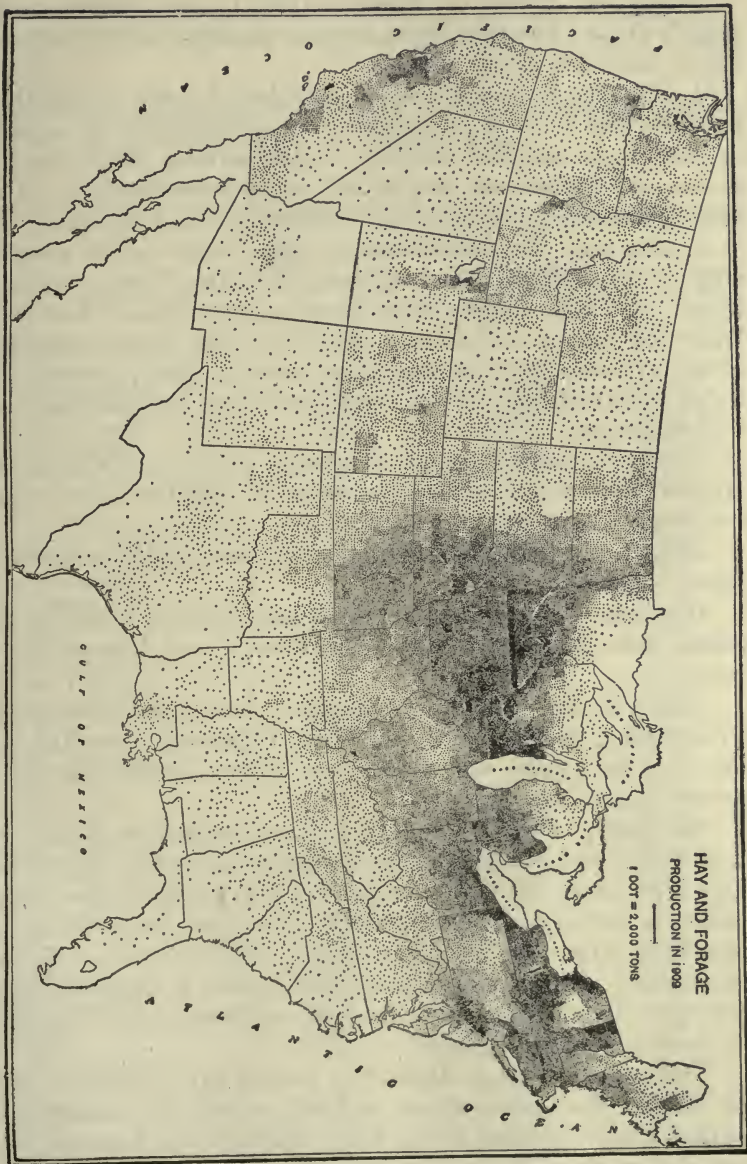 HAY AND FORAGE
PRODUCTION IN 1909
1 DOT = 2,000 TONS
PACIFIC OCEAN
GULF OF MEXICO
ATLANTIC OCEAN